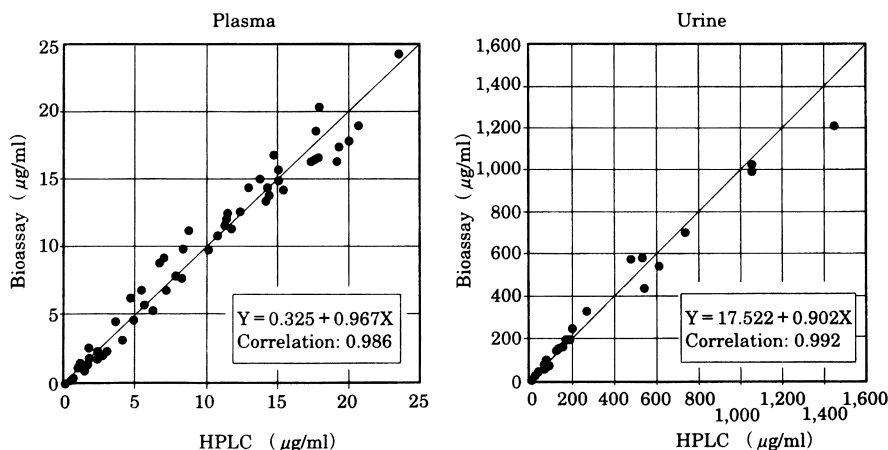 Plasma
25
20
15
10
5
0
Bioassay ( μg/ml)
0 5 10 15 20 25
HPLC ( μg/ml)
Y = 0.325 + 0.967X
Correlation: 0.986
Urine
1,600
1,400
1,200
1,000
800
600
400
200
0
Bioassay ( μg/ml)
0 200 400 600 800 1,000 1,200 1,400 1,600
HPLC ( μg/ml)
Y = 17.522 + 0.902X
Correlation: 0.992